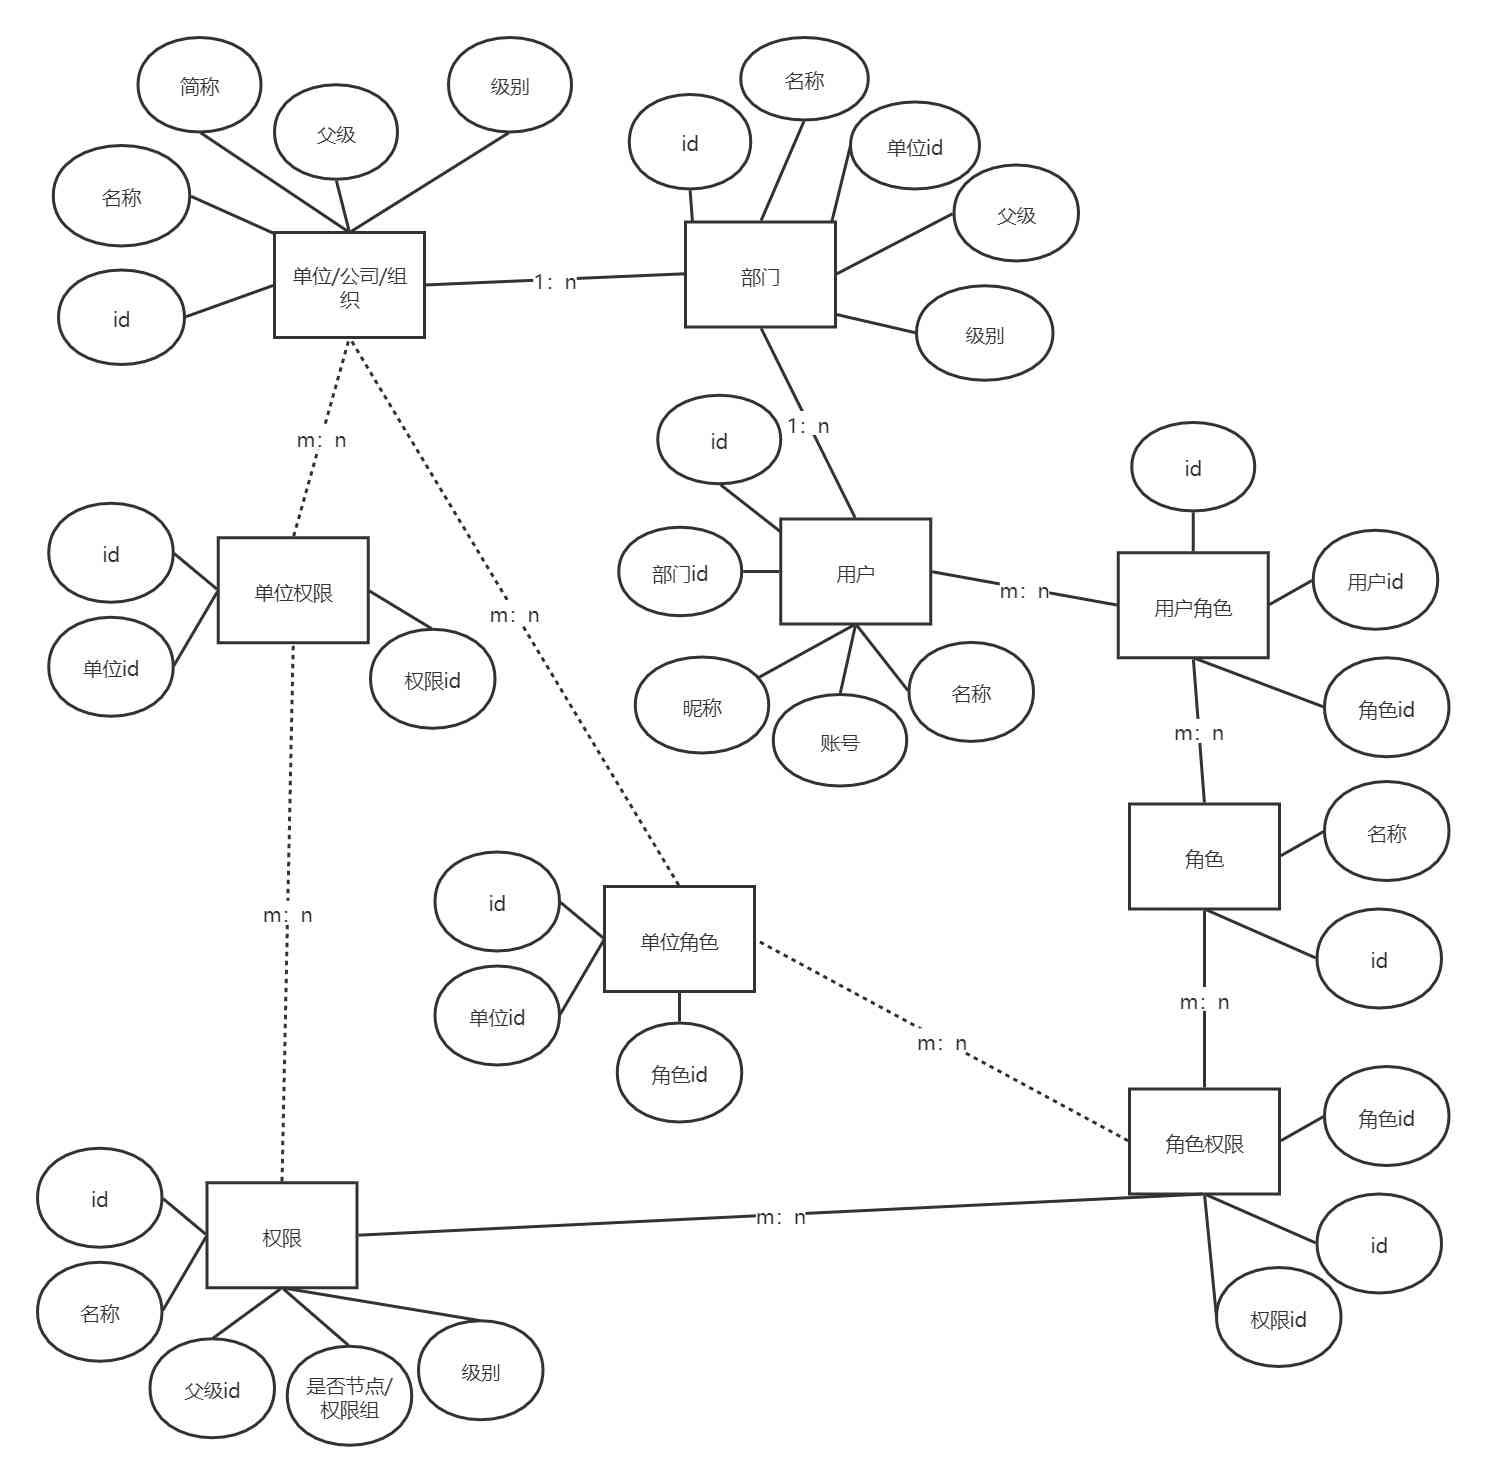 简称
父级
级别
名称
id
单位/公司/组
织
1：n
id
名称
单位id
父级
级别
部门
1：n
m：n
m：n
id
单位id
单位权限
权限id
id
部门id
用户
昵称
账号
名称
m：n
id
用户角色
用户id
角色id
m：n
角色
名称
id
m：n
id
单位id
单位角色
角色id
m：n
m：n
角色权限
角色id
id
权限id
m：n
id
名称
权限
父级id
是否节点/
权限组
级别